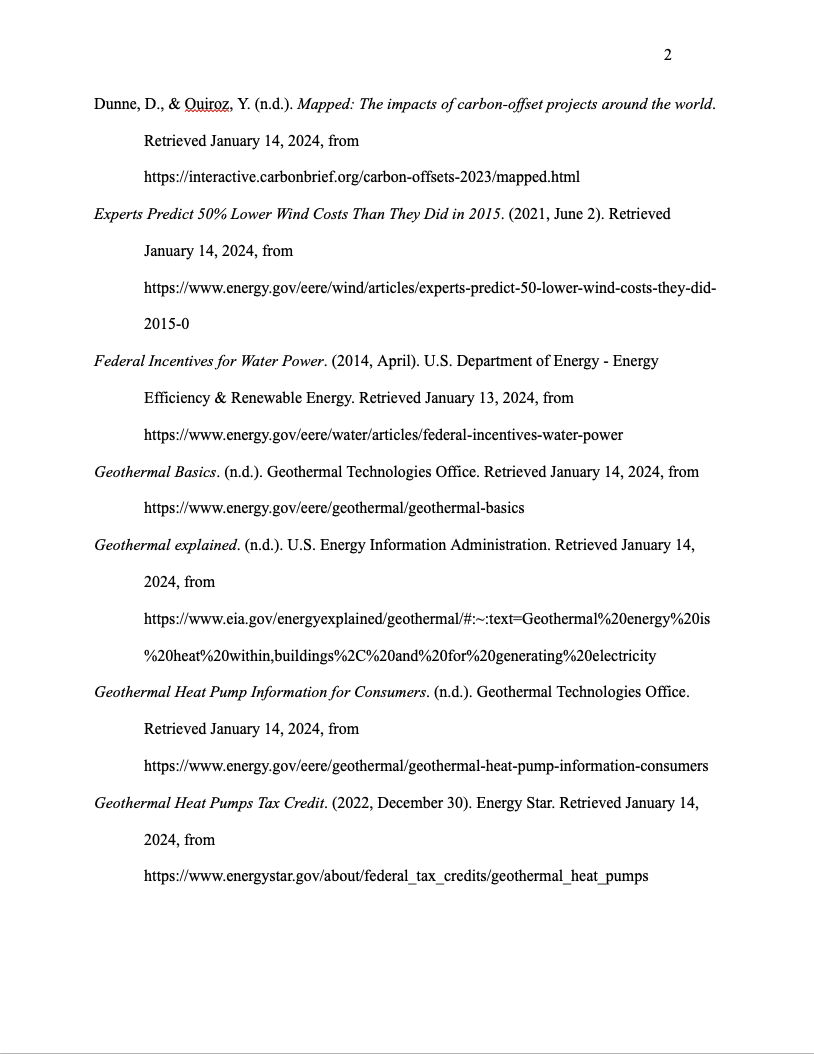 2
Dunne, D., & Quiroz, Y. (n.d.). Mapped: The impacts of carbon-offset projects around the world.
Retrieved January 14, 2024, from
https://interactive.carbonbrief.org/carbon-offsets-2023/mapped.html
Experts Predict 50% Lower Wind Costs Than They Did in 2015. (2021, June 2). Retrieved
January 14, 2024, from
https://www.energy.gov/eere/wind/articles/experts-predict-50-lower-wind-costs-they-did-
2015-0
Federal Incentives for Water Power. (2014, April). U.S. Department of Energy - Energy
Efficiency & Renewable Energy. Retrieved January 13, 2024, from
https://www.energy.gov/eere/water/articles/federal-incentives-water-power
Geothermal Basics. (n.d.). Geothermal Technologies Office. Retrieved January 14, 2024, from
https://www.energy.gov/eere/geothermal/geothermal-basics
Geothermal explained. (n.d.). U.S. Energy Information Administration. Retrieved January 14,
2024, from
https://www.eia.gov/energyexplained/geothermal/#:~:text=Geothermal%20energy%20is
%20heat%20within,buildings%2C%20and%20for%20generating%20electricity
Geothermal Heat Pump Information for Consumers. (n.d.). Geothermal Technologies Office.
Retrieved January 14, 2024, from
https://www.energy.gov/eere/geothermal/geothermal-heat-pump-information-consumers
Geothermal Heat Pumps Tax Credit. (2022, December 30). Energy Star. Retrieved January 14,
2024, from
https://www.energystar.gov/about/federal_tax_credits/geothermal_heat_pumps